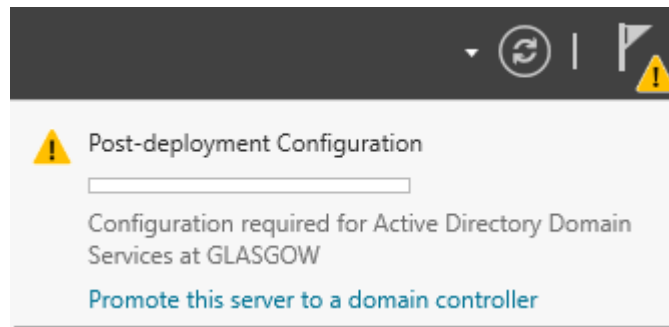 Post-deployment Configuration
Configuration required for Active Directory Domain
Services at GLASGOW
Promote this server to a domain controller